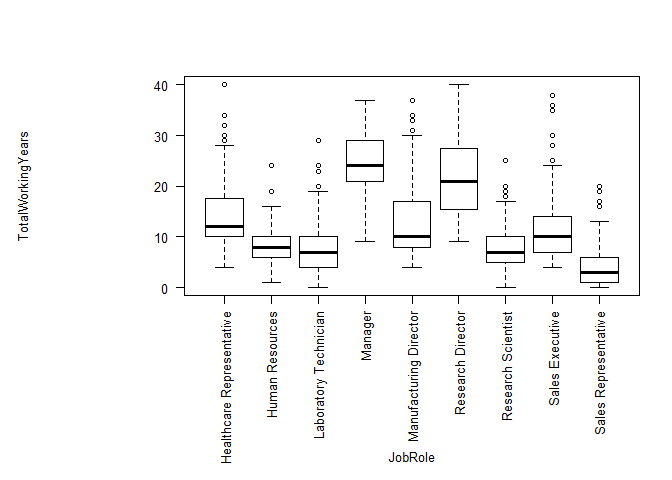 TotalWorkingYears
40
30
20
10
0
Healthcare Representative
Human Resources
Laboratory Technician
Manager
Manufacturing Director
Research Director
Research Scientist
Sales Executive
Sales Representative
JobRole